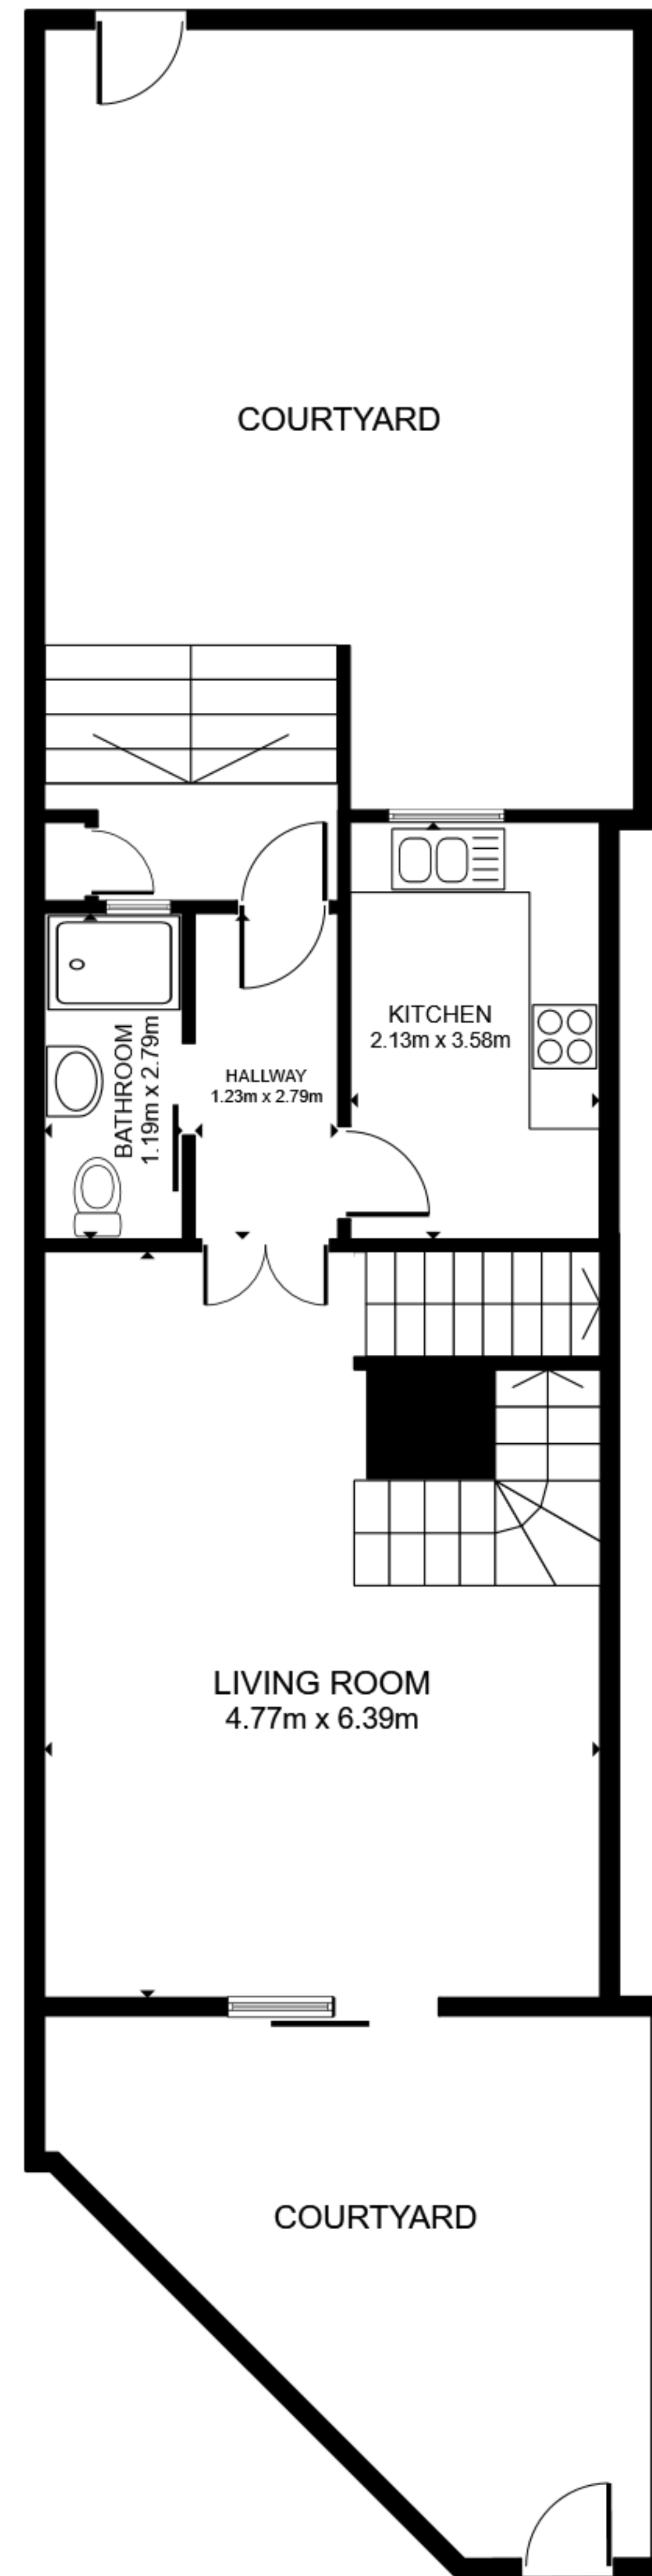 COURTYARD
KITCHEN
2.13m x 3.58m
BATHROOM
1.19m x 2.79m
HALLWAY
1.23m x 2.79m
LIVING ROOM
4.77m x 6.39m
COURTYARD